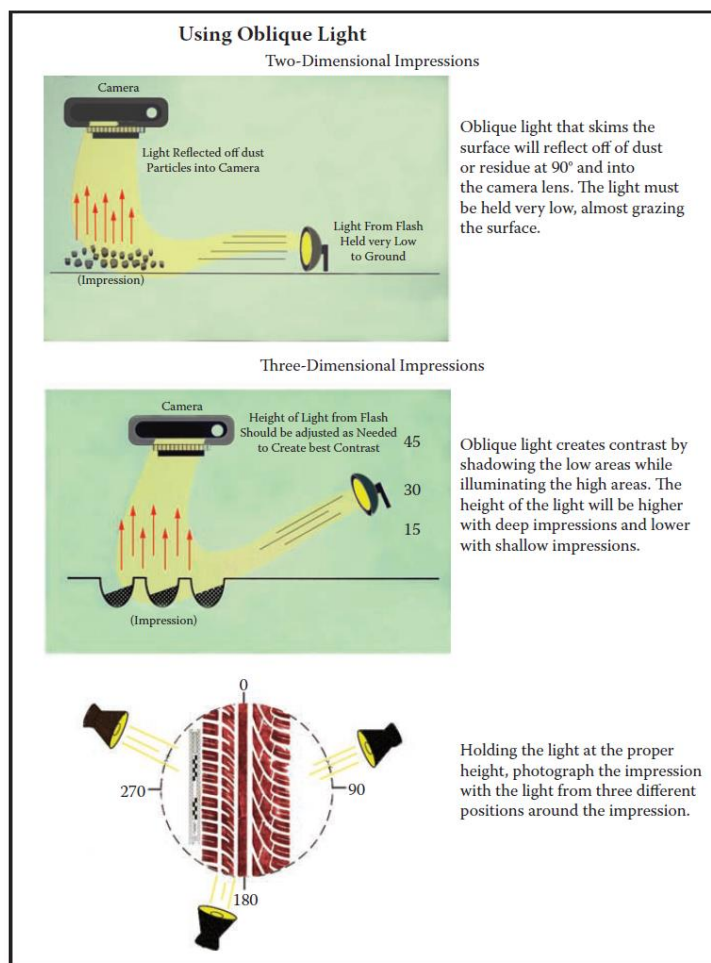 Using Oblique Light
Two-Dimensional Impressions
Camera
Light Reflected off dust
Particles into Camera
Light From Flash
Held very Low
to Ground
(Impression)
Oblique light that skims the
surface will reflect off of dust
or residue at 90° and into
the camera lens. The light must
be held very low, almost grazing
the surface.
Three-Dimensional Impressions
Camera
Height of Light from Flash
Should be adjusted as Needed
to Create best Contrast
45
30
15
(Impression)
Oblique light creates contrast by
shadowing the low areas while
illuminating the high areas. The
height of the light will be higher
with deep impressions and lower
with shallow impressions.
0
270
90
180
Holding the light at the proper
height, photograph the impression
with the light from three different
positions around the impression.